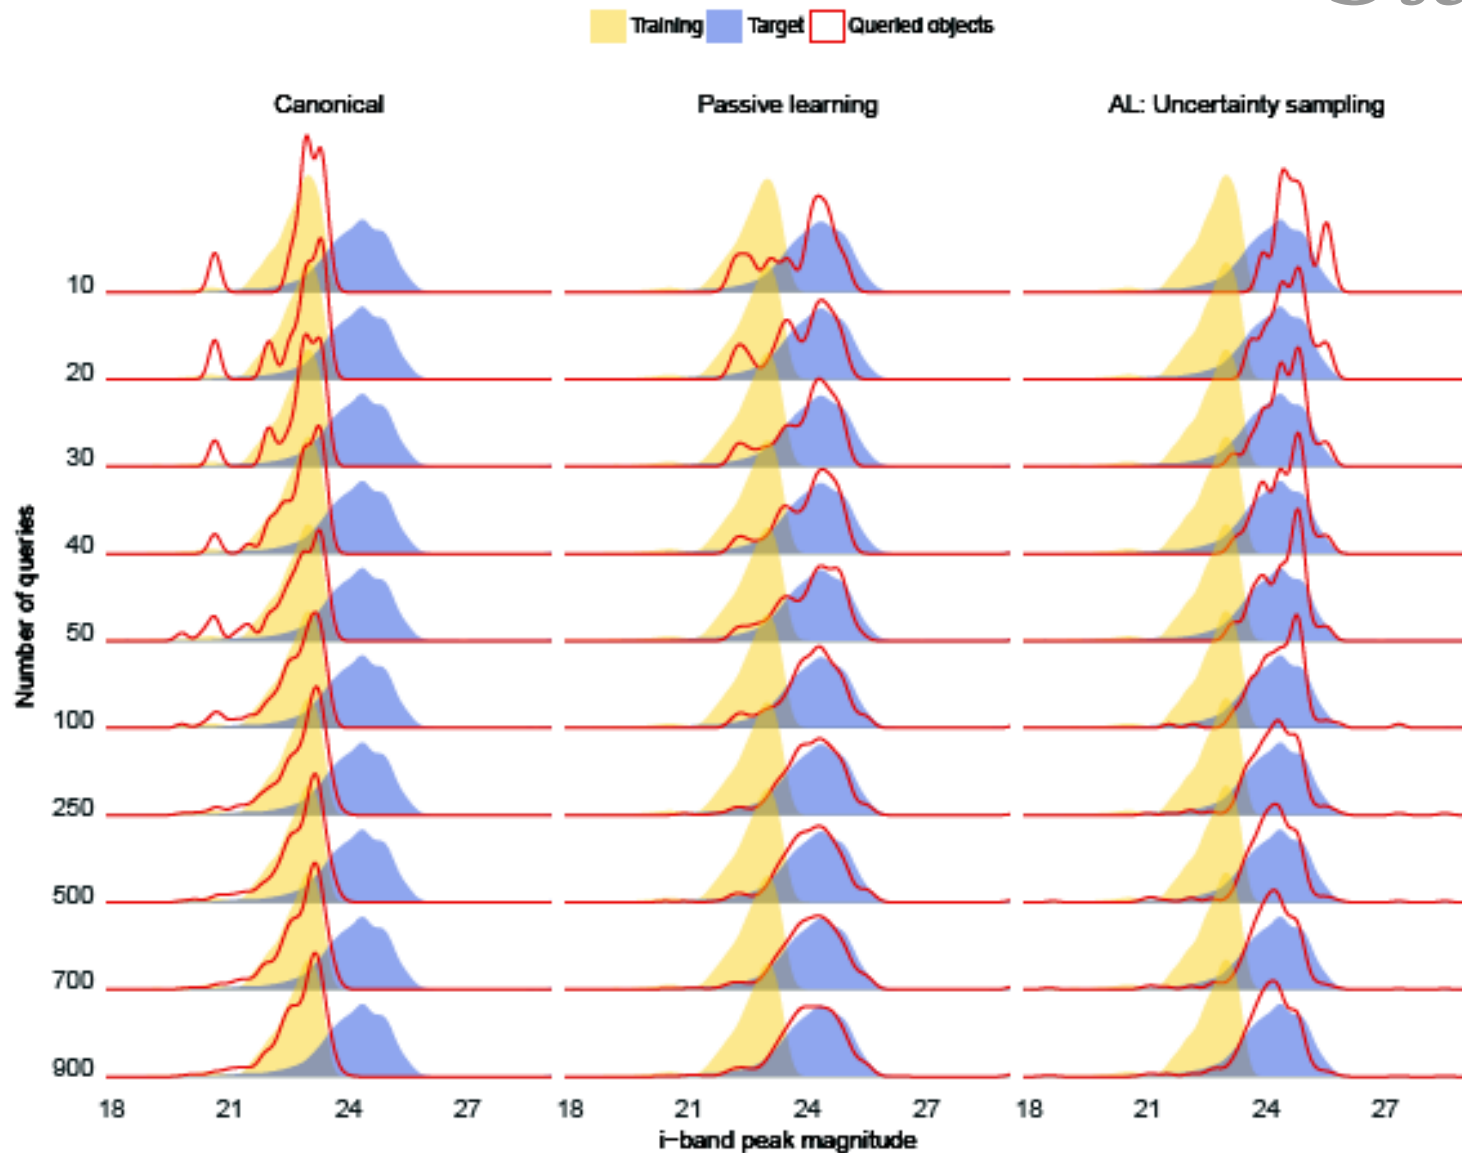 Training Target Queried objects
Canonical Passive learning AL: Uncertainty sampling
Number of queries
10
20
30
40
50
100
250
500
700
900
18 21 24 27 18 21 24 27 18 21 24 27
i-band peak magnitude